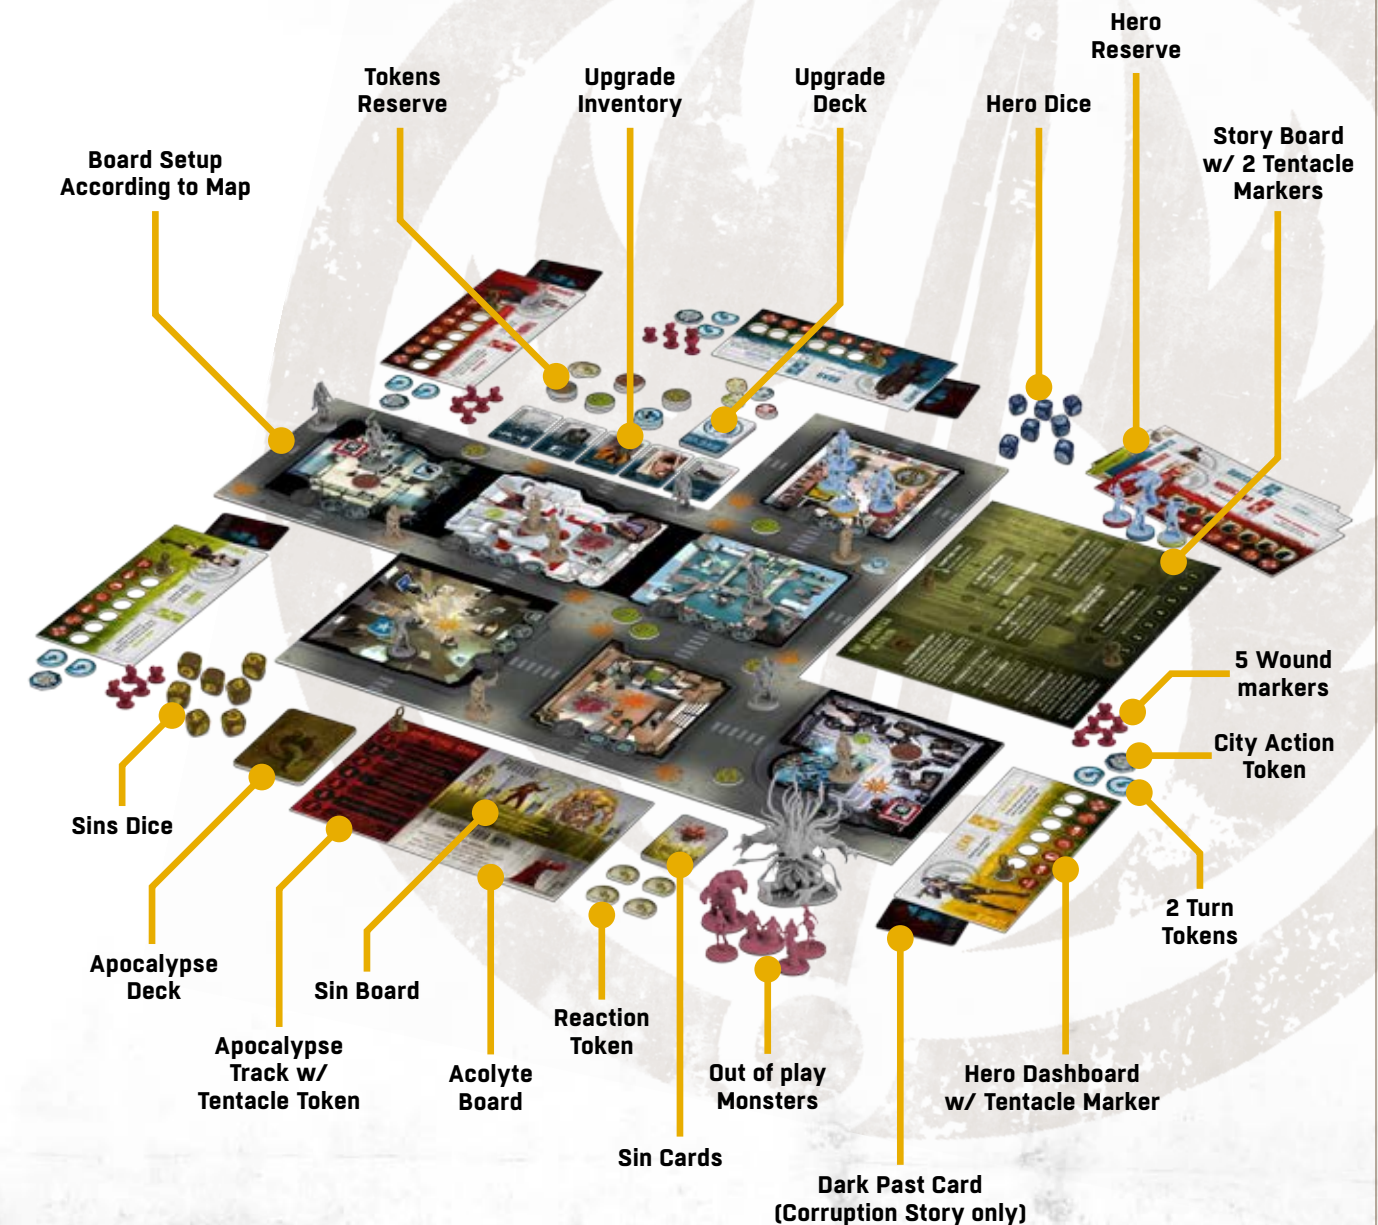 Hero
Reserve
Tokens
Reserve
Upgrade
Inventory
Upgrade
Deck
Hero Dice
Story Board
w/ 2 Tentacle
Markers
Board Setup
According to Map
5 Wound
markers
City Action
Token
Sins Dice
2 Turn
Tokens
Apocalypse
Deck
Sin Board
Reaction
Token
Apocalypse
Track w/
Tentacle Token
Acolyte
Board
Out of play
Monsters
Hero Dashboard
w/ Tentacle Marker
Sin Cards
Dark Past Card
(Corruption Story only)